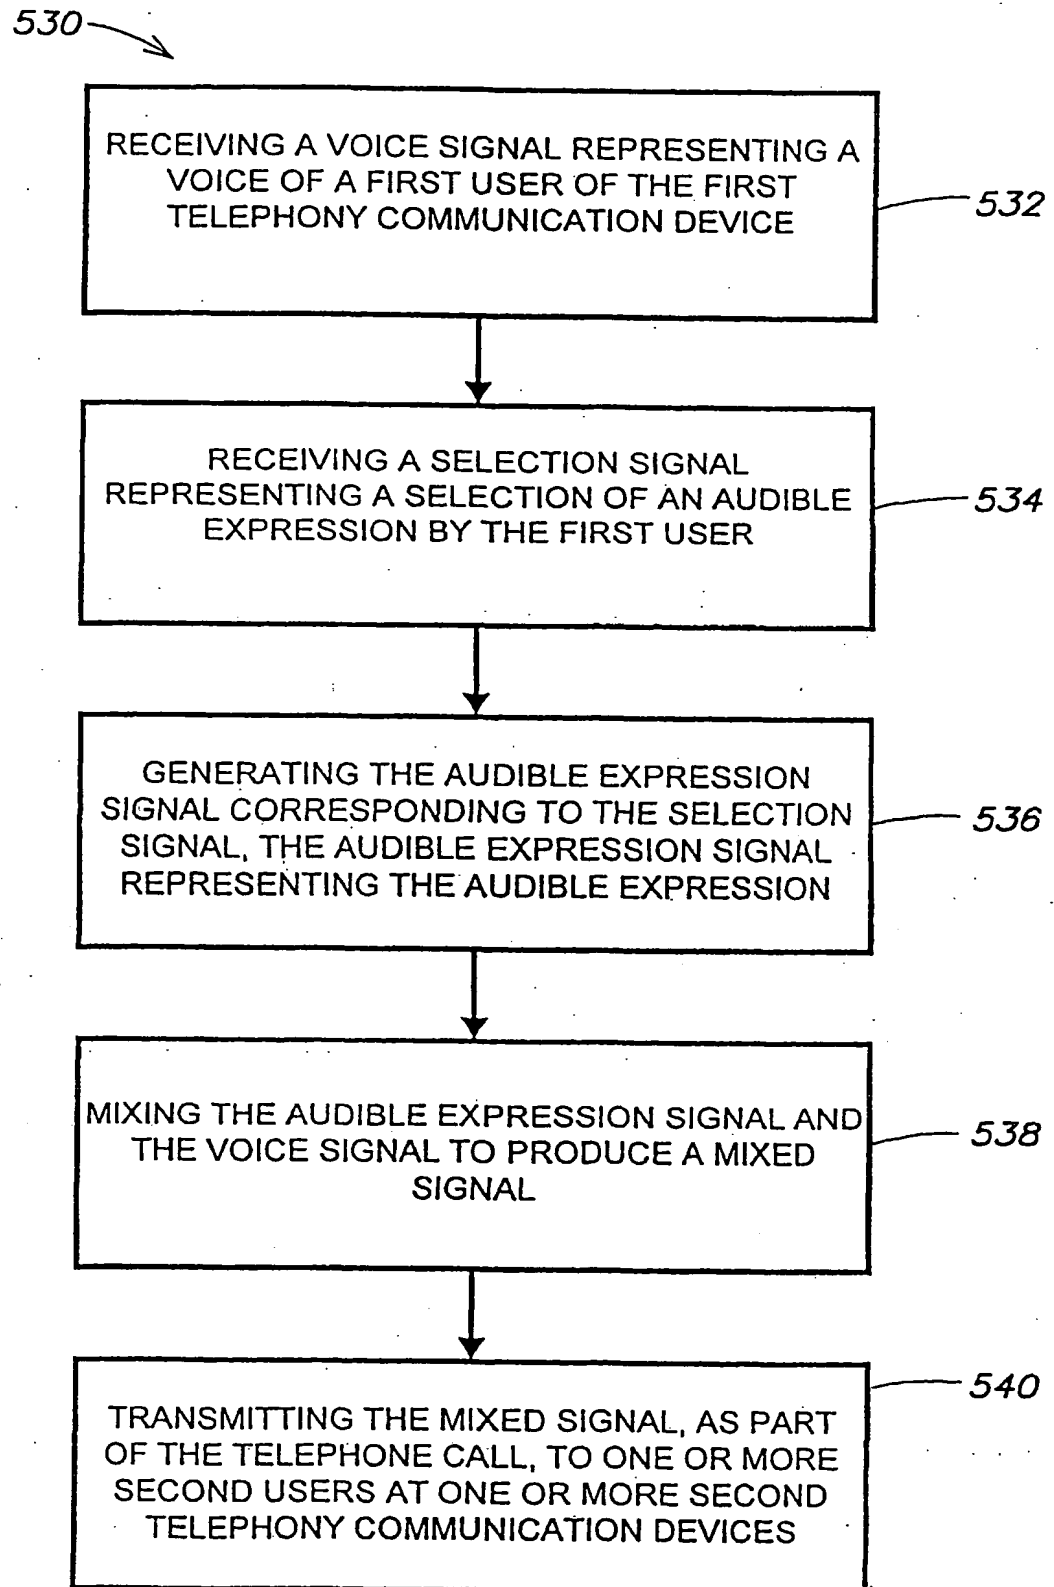 530
RECEIVING A VOICE SIGNAL REPRESENTING A
VOICE OF A FIRST USER OF THE FIRST
TELEPHONY COMMUNICATION DEVICE
532
RECEIVING A SELECTION SIGNAL
REPRESENTING A SELECTION OF AN AUDIBLE
EXPRESSION BY THE FIRST USER
534
GENERATING THE AUDIBLE EXPRESSION
SIGNAL CORRESPONDING TO THE SELECTION
SIGNAL, THE AUDIBLE EXPRESSION SIGNAL
REPRESENTING THE AUDIBLE EXPRESSION
536
MIXING THE AUDIBLE EXPRESSION SIGNAL AND
THE VOICE SIGNAL TO PRODUCE A MIXED
SIGNAL
538
TRANSMITTING THE MIXED SIGNAL, AS PART
OF THE TELEPHONE CALL, TO ONE OR MORE
SECOND USERS AT ONE OR MORE SECOND
TELEPHONY COMMUNICATION DEVICES
540